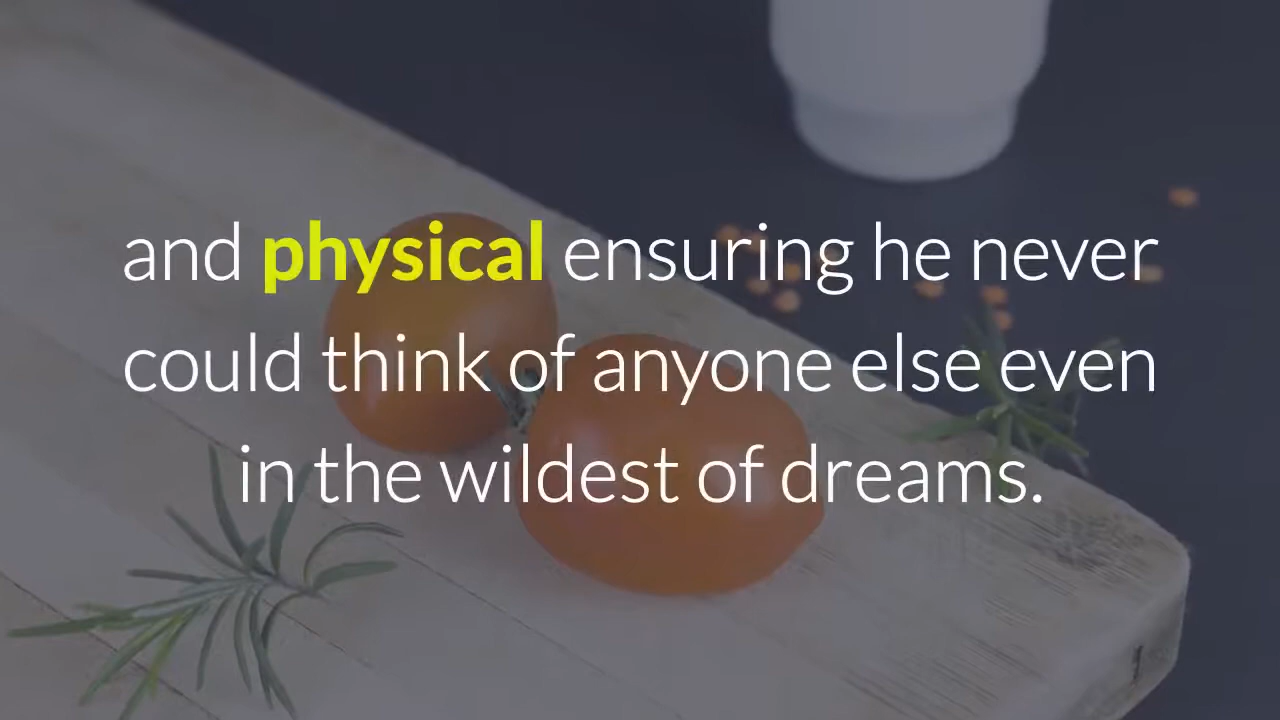 and physical ensuring he never
could think of anyone else even
in the wildest of dreams.